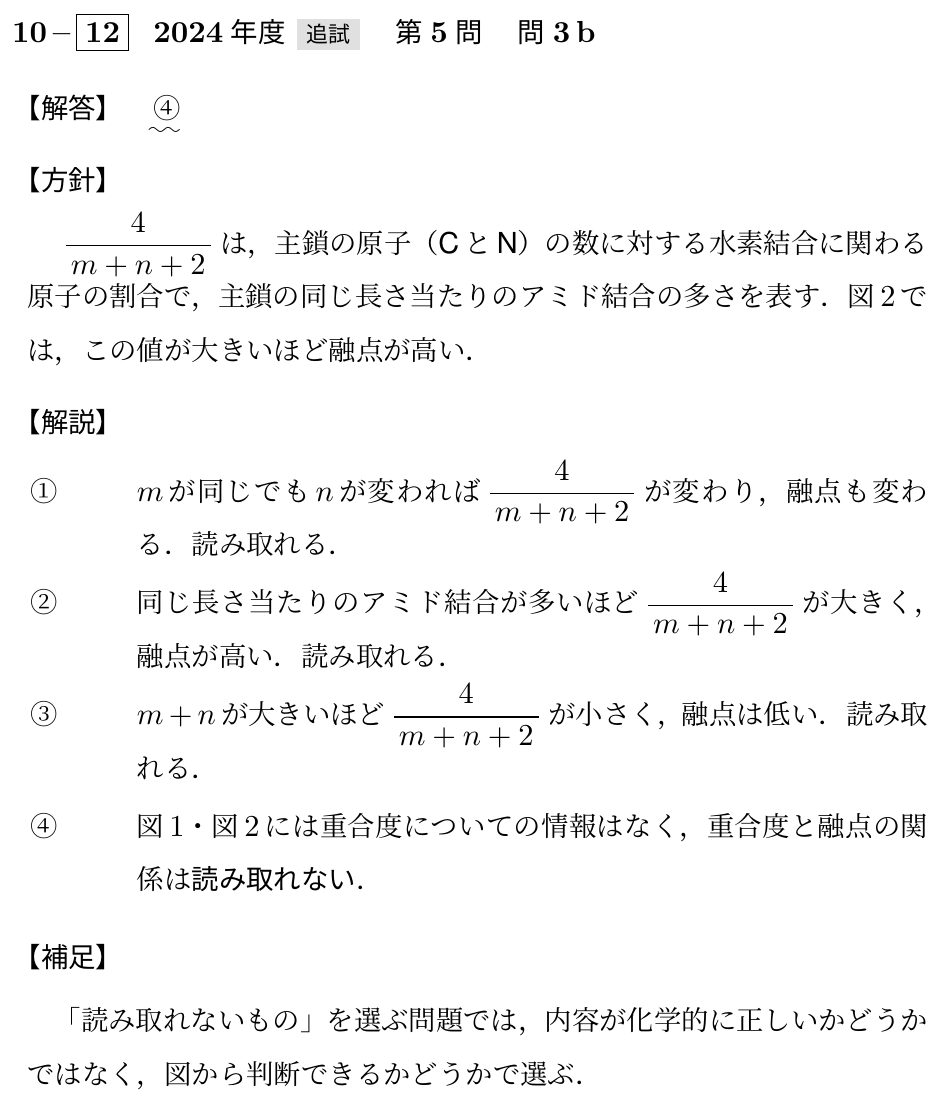 10－12 2024年度 追試 第5問 問3b
【解答】 ④
【方針】
$\dfrac{4}{m+n+2}$ は，主鎖の原子（CとN）の数に対する水素結合に関わる
原子の割合で，主鎖の同じ長さ当たりのアミド結合の多さを表す．図2で
は，この値が大きいほど融点が高い．
【解説】
① $m$が同じでも$n$が変われば $\dfrac{4}{m+n+2}$ が変わり，融点も変わ
る．読み取れる．
② 同じ長さ当たりのアミド結合が多いほど $\dfrac{4}{m+n+2}$ が大きく，
融点が高い．読み取れる．
③ $m+n$が大きいほど $\dfrac{4}{m+n+2}$ が小さく，融点は低い．読み取
れる．
④ 図1・図2には重合度についての情報はなく，重合度と融点の関
係は読み取れない．
【補足】
「読み取れないもの」を選ぶ問題では，内容が化学的に正しいかどうか
ではなく，図から判断できるかどうかで選ぶ．